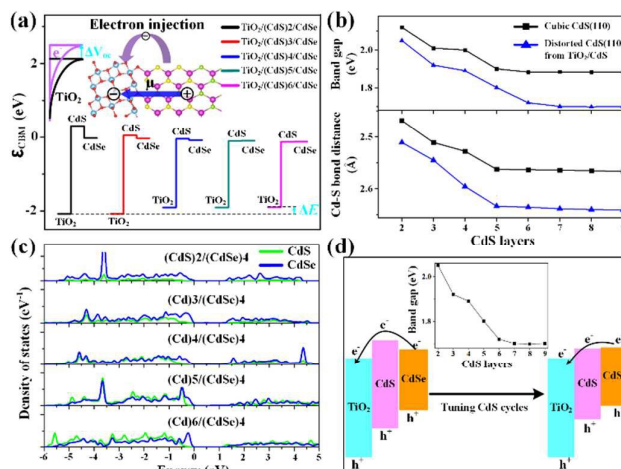 (a)
Electron injection
TiO₂/(CdS)2/CdSe
TiO₂/(CdS)3/CdSe
TiO₂/(CdS)4/CdSe
TiO₂/(CdS)5/CdSe
TiO₂/(CdS)6/CdSe
e⁻
ΔVoc
TiO₂
μ
εCBM (eV)
2
0
-2
CdS CdS CdS CdS CdS
CdSe CdSe CdSe CdSe CdSe
TiO₂ TiO₂ TiO₂ TiO₂ TiO₂
ΔE
(b)
Cubic CdS(110)
Distorted CdS(110)
from TiO₂/CdS
Band gap
(eV)
2.0
1.8
Cd-S bond distance
(Å)
2.5
2.6
2 3 4 5 6 7 8
CdS layers
(c)
CdS
CdSe
(CdS)2/(CdSe)4
(Cd)3/(CdSe)4
(Cd)4/(CdSe)4
(Cd)5/(CdSe)4
(Cd)6/(CdSe)4
Density of states (eV⁻¹)
-6 -5 -4 -3 -2 -1 0 1 2 3 4 5
Energy
(d)
Band gap (eV)
2.0
1.8
2 3 4 5 6 7 8 9
CdS layers
e⁻ e⁻ e⁻
TiO₂ CdS CdSe
h⁺ h⁺ h⁺
Tuning CdS cycles
e⁻ e⁻ e⁻
TiO₂ CdS CdS
h⁺ h⁺ h⁺